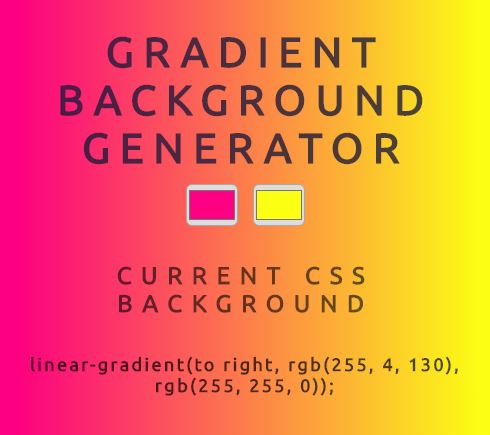 GRADIENT
BACKGROUND
GENERATOR
CURRENT CSS
BACKGROUND
linear-gradient(to right, rgb(255, 4, 130),
rgb(255, 255, 0));